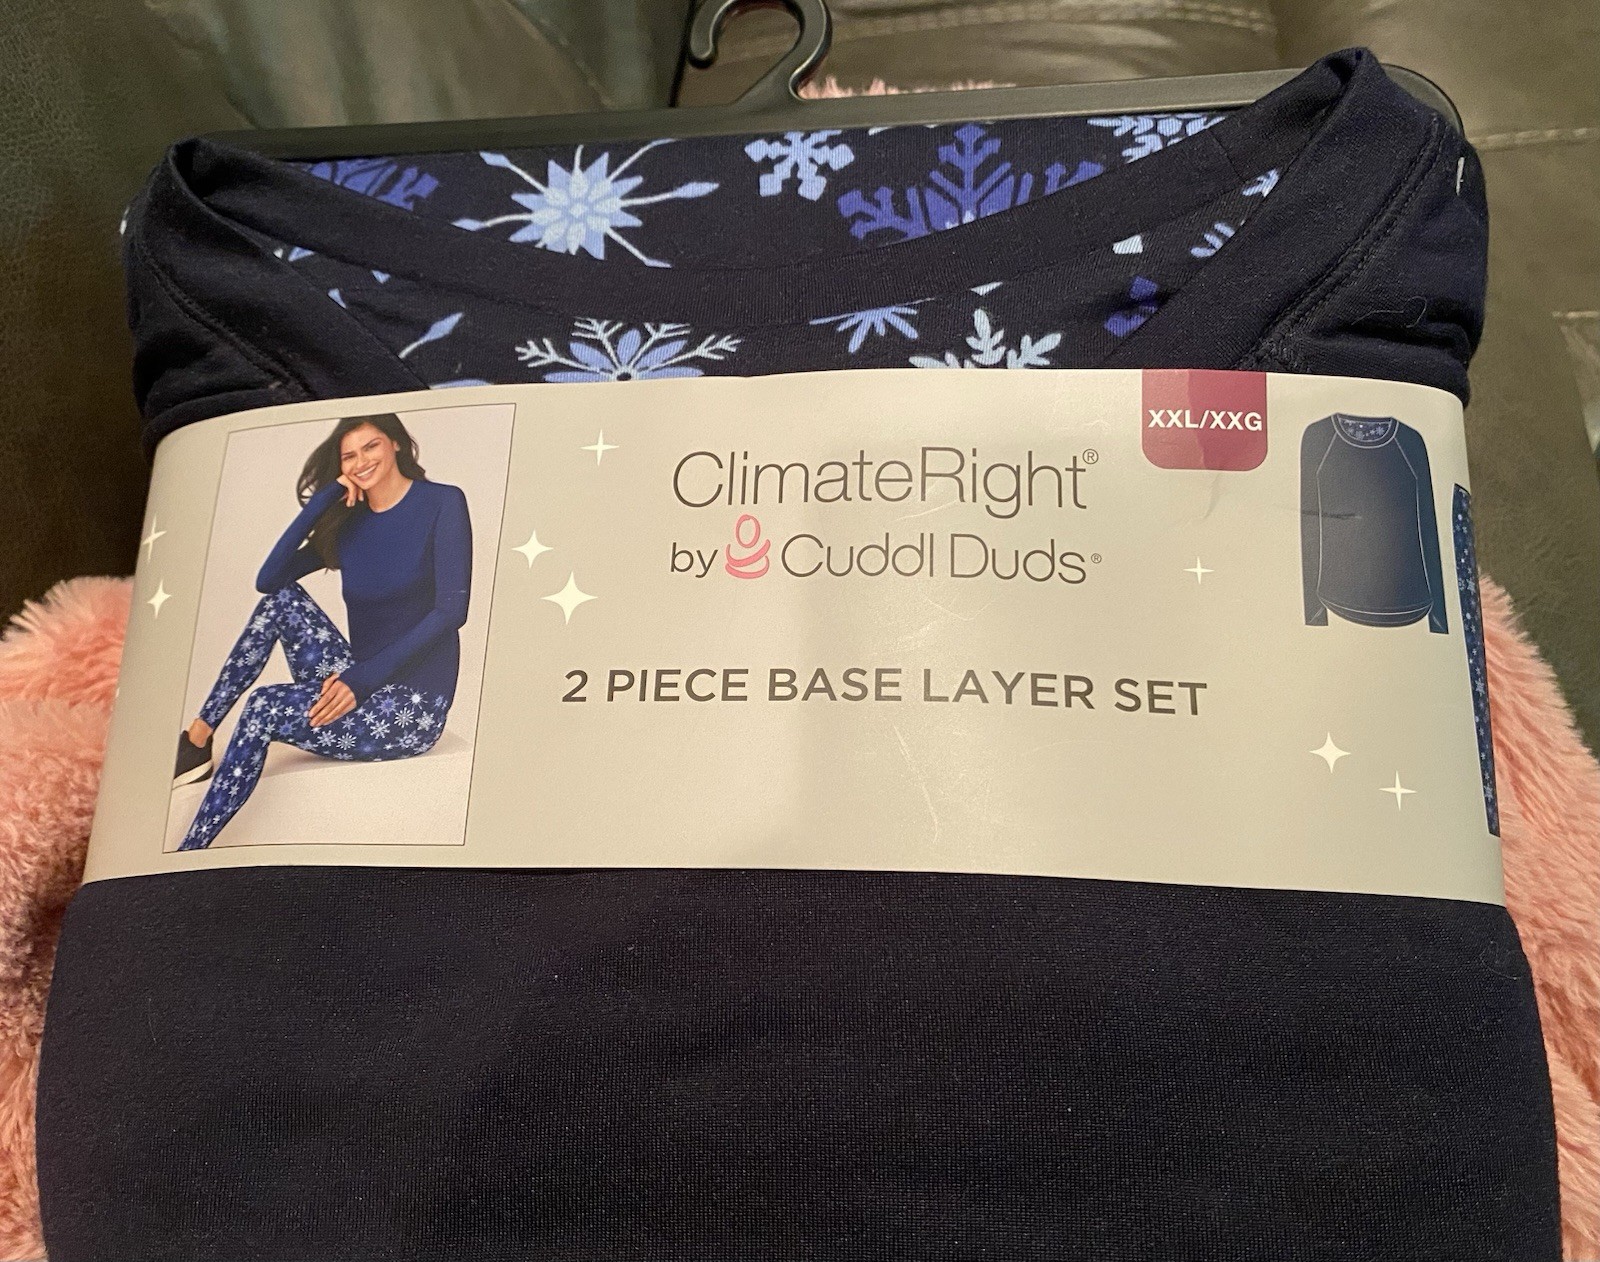 XXL/XXG
ClimateRight®
by Cuddl Duds®
2 PIECE BASE LAYER SET